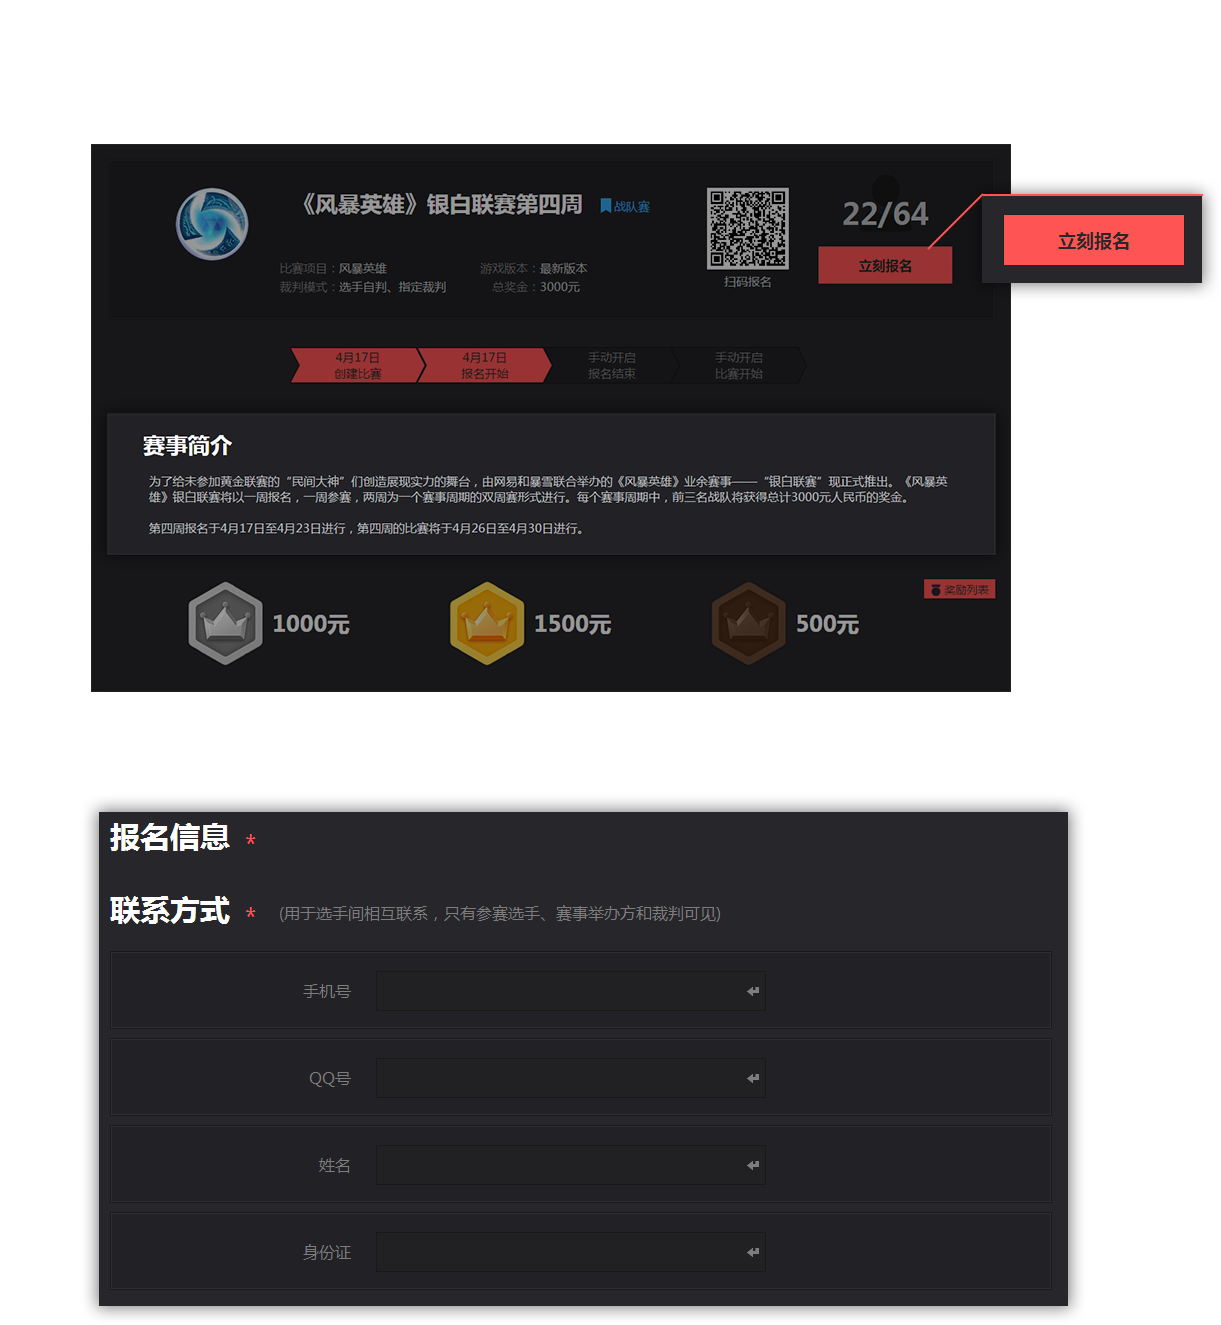 《风暴英雄》银白联赛第四周 战队赛
22/64
立刻报名
立刻报名
比赛项目：风暴英雄 游戏版本：最新版本
裁判模式：选手自判、指定裁判 总奖金：3000元
扫码报名
4月17日 4月17日 手动开启 手动开启
创建比赛 报名开始 报名结束 比赛开始
赛事简介
为了给未参加黄金联赛的“民间大神”们创造展现实力的舞台，由网易和暴雪联合举办的《风暴英雄》业余赛事——“银白联赛”现正式推出。《风暴英
雄》银白联赛将以一周报名，一周参赛，两周为一个赛事周期的双周赛形式进行。每个赛事周期中，前三名战队将获得总计3000元人民币的奖金。
第四周报名于4月17日至4月23日进行，第四周的比赛将于4月26日至4月30日进行。
奖励列表
1000元 1500元 500元
报名信息 *
联系方式 * (用于选手间相互联系，只有参赛选手、赛事举办方和裁判可见)
手机号
QQ号
姓名
身份证